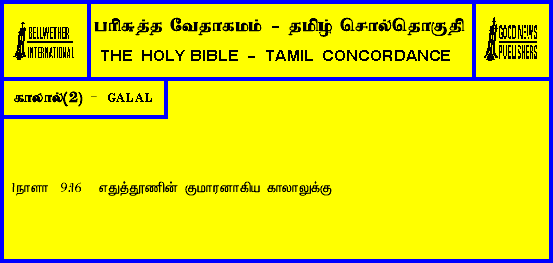 BELLWETHER
INTERNATIONAL
பரிசுத்த வேதாகமம் - தமிழ் சொல்தொகுதி
THE HOLY BIBLE - TAMIL CONCORDANCE
GOOD NEWS
PUBLISHERS
காலால்(2) - GALAL
1நாளா 9:16 எதுத்தூணின் குமாரனாகிய காலாலுக்கு